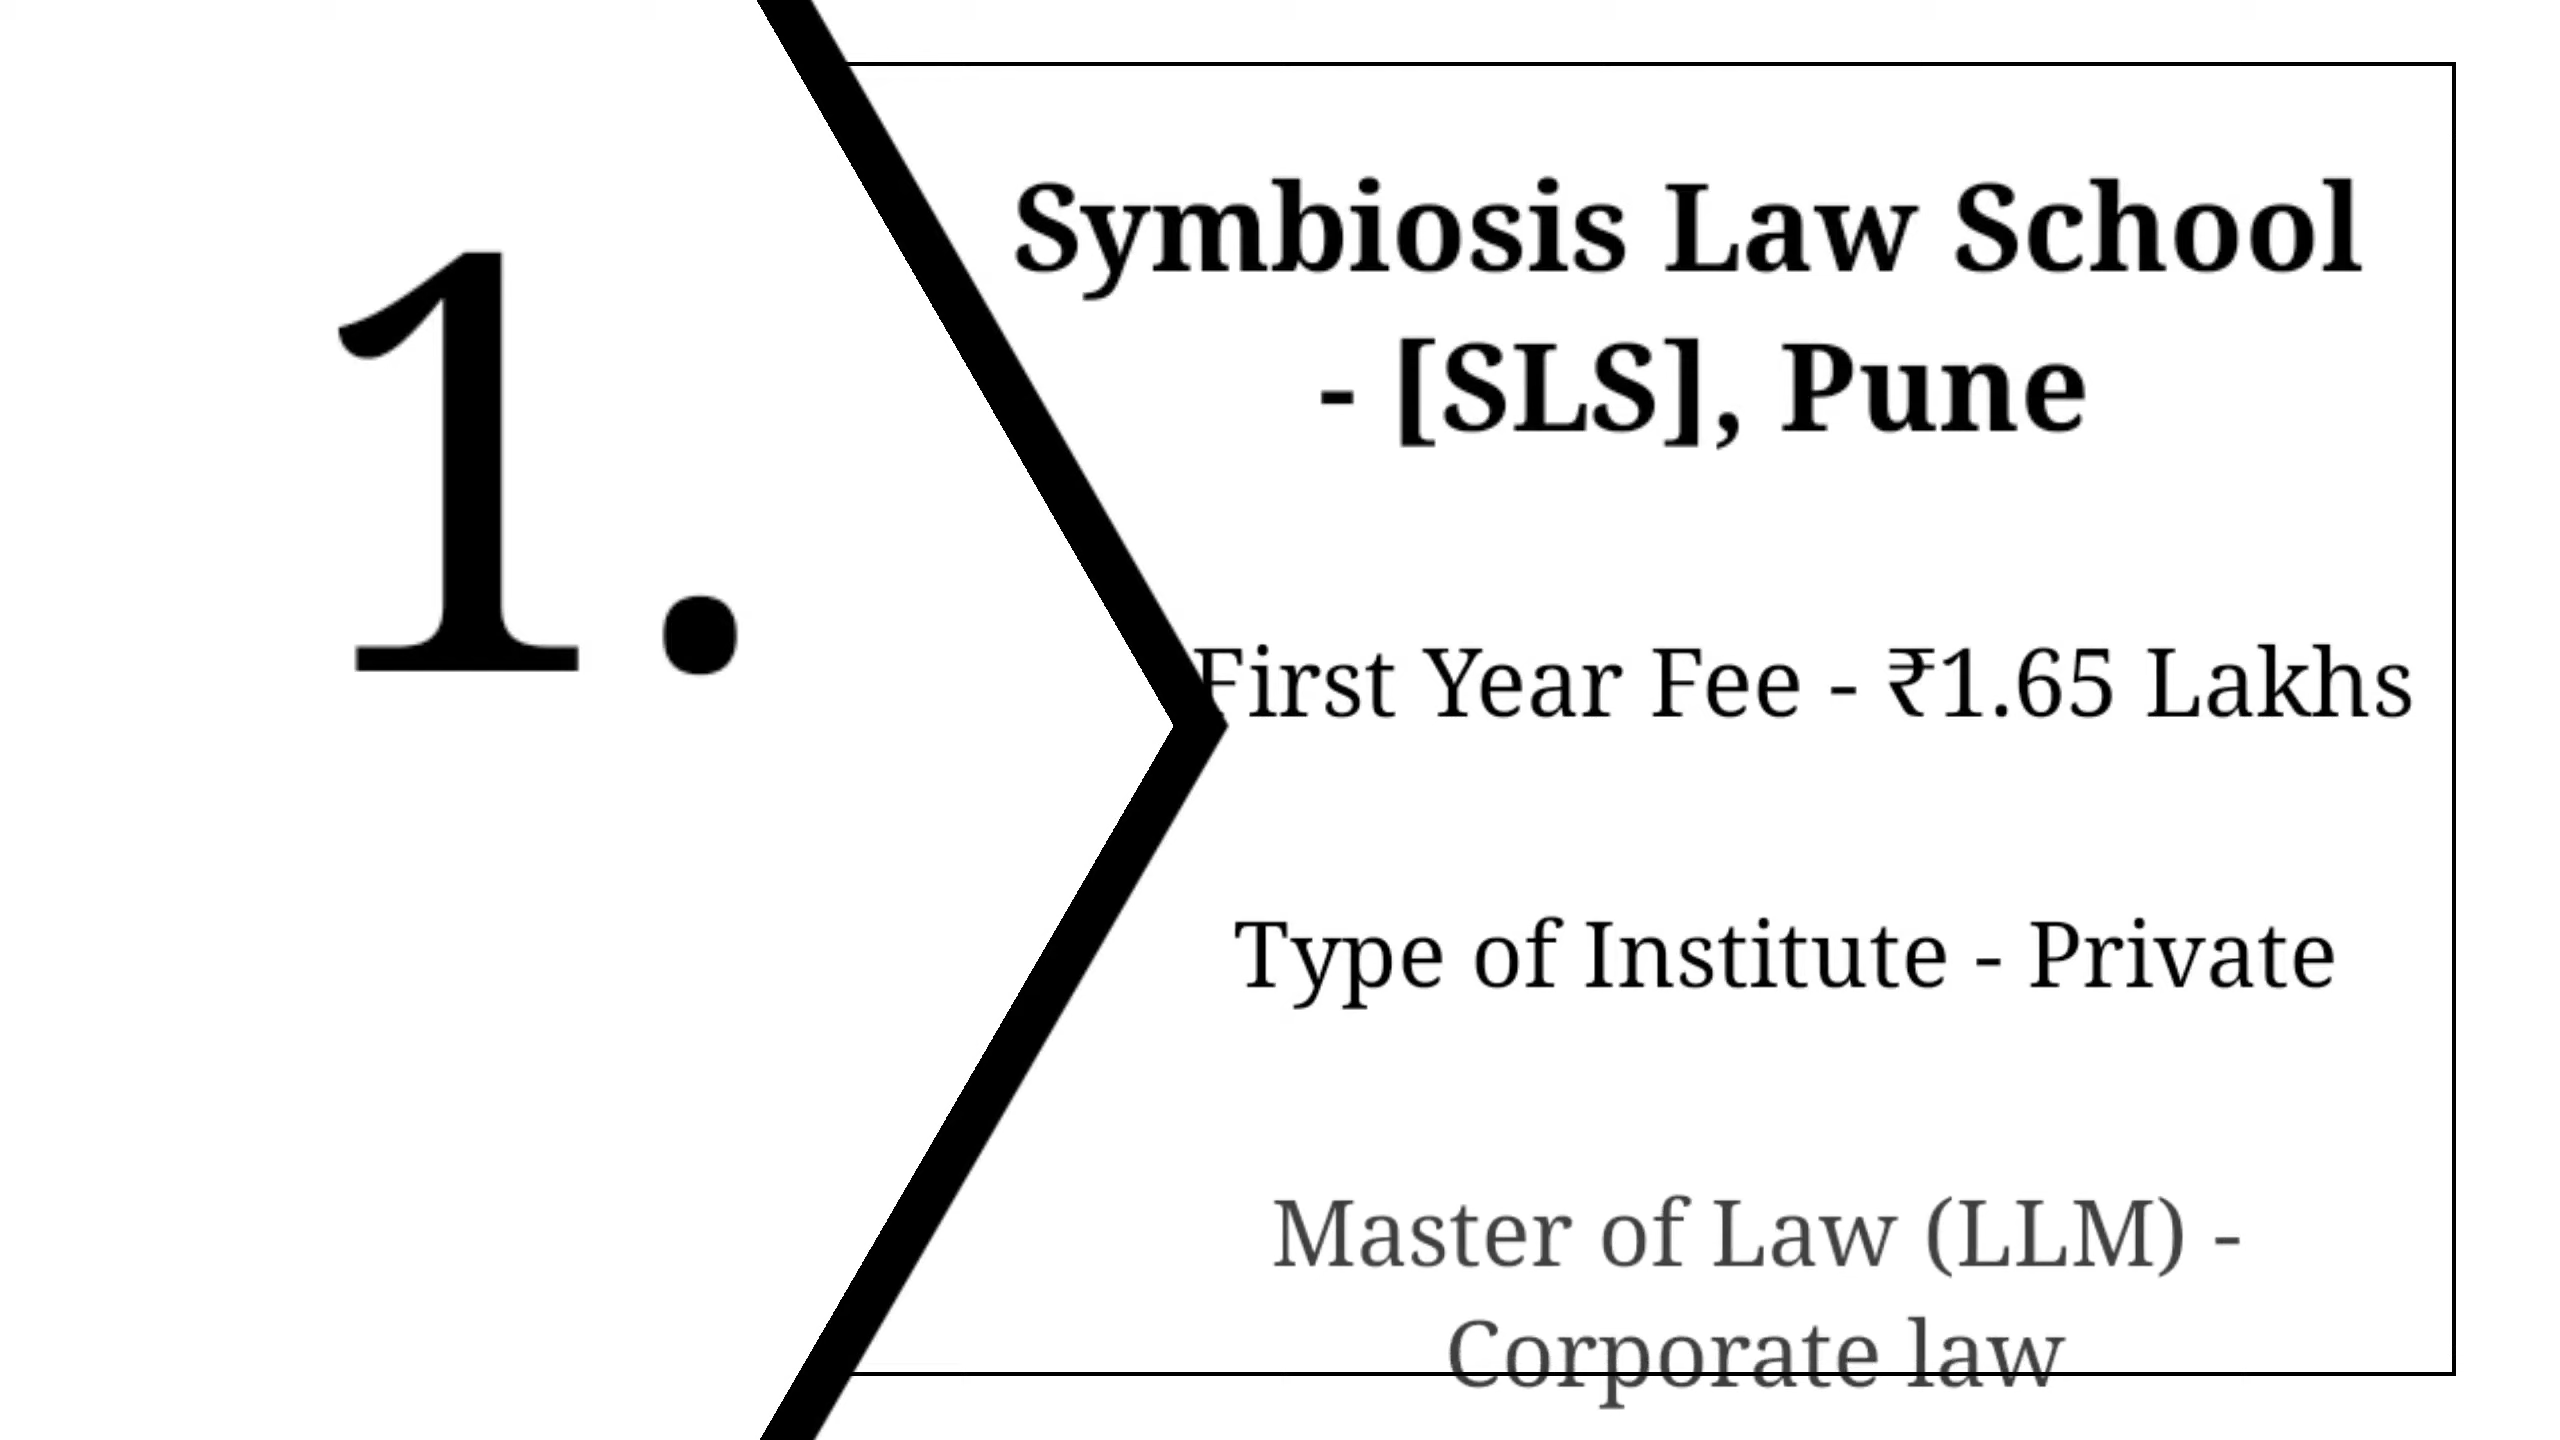 1.
Symbiosis Law School
- [SLS], Pune
First Year Fee - ₹1.65 Lakhs
Type of Institute - Private
Master of Law (LLM) -
Corporate law